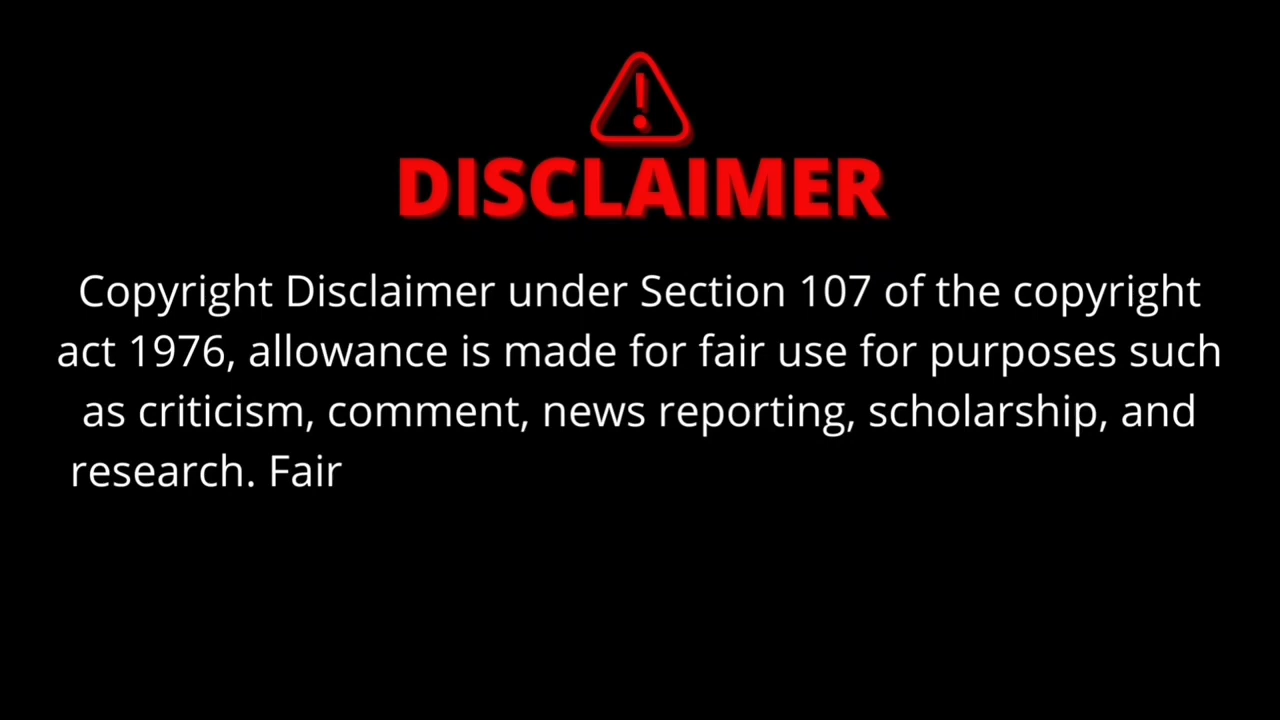 DISCLAIMER
Copyright Disclaimer under Section 107 of the copyright
act 1976, allowance is made for fair use for purposes such
as criticism, comment, news reporting, scholarship, and
research. Fair